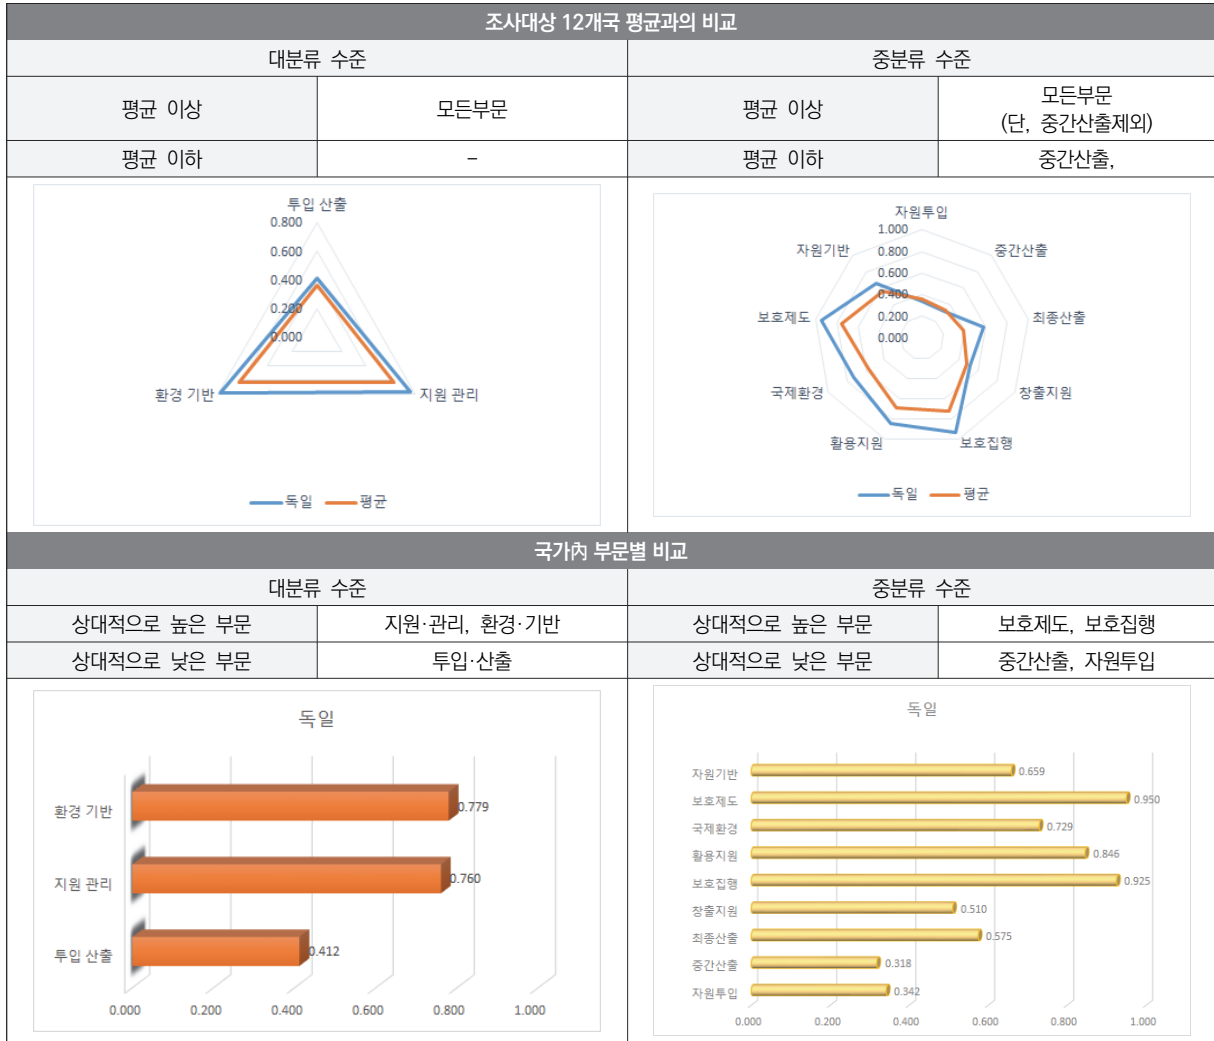 조사대상 12개국 평균과의 비교
대분류 수준
중분류 수준
평균 이상
모든부문
평균 이상
모든부문
(단, 중간산출제외)
평균 이하
-
평균 이하
중간산출,
투입 산출
0.800
0.600
0.400
0.200
0.000
환경 기반
지원 관리
독일
평균
자원투입
1.000
0.800
0.600
0.400
0.200
0.000
중간산출
최종산출
창출지원
보호집행
활용지원
국제환경
보호제도
자원기반
독일
평균
국가內 부문별 비교
대분류 수준
중분류 수준
상대적으로 높은 부문
지원·관리, 환경·기반
상대적으로 높은 부문
보호제도, 보호집행
상대적으로 낮은 부문
투입·산출
상대적으로 낮은 부문
중간산출, 자원투입
독일
환경 기반
0.779
지원 관리
0.760
투입 산출
0.412
0.000 0.200 0.400 0.600 0.800 1.000
독일
자원기반
0.659
보호제도
0.950
국제환경
0.729
활용지원
0.846
보호집행
0.925
창출지원
0.510
최종산출
0.575
중간산출
0.318
자원투입
0.342
0.000 0.200 0.400 0.600 0.800 1.000